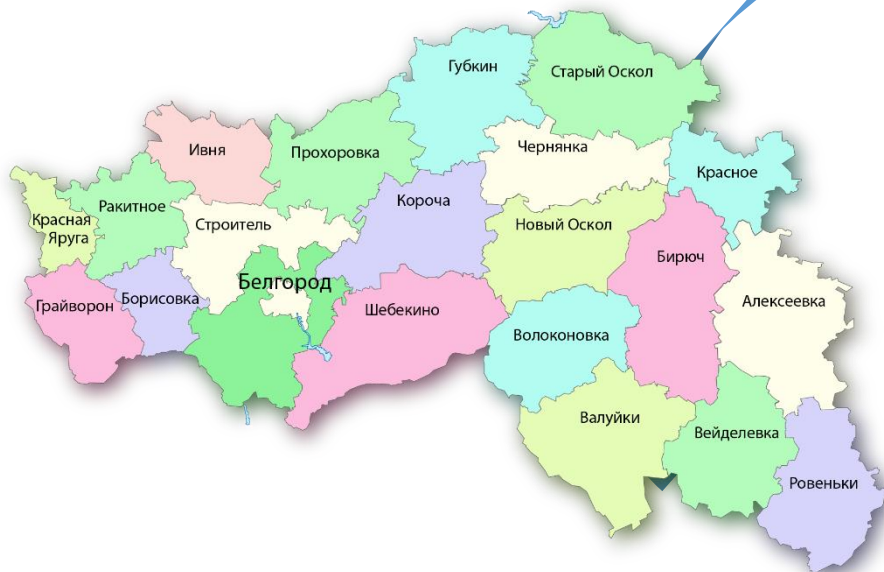 Губкин
Старый Оскол
Ивня
Прохоровка
Чернянка
Красное
Ракитное
Короча
Красная
Яруга
Строитель
Новый Оскол
Бирюч
Белгород
Грайворон
Борисовка
Шебекино
Алексеевка
Волоконовка
Валуйки
Вейделевка
Ровеньки